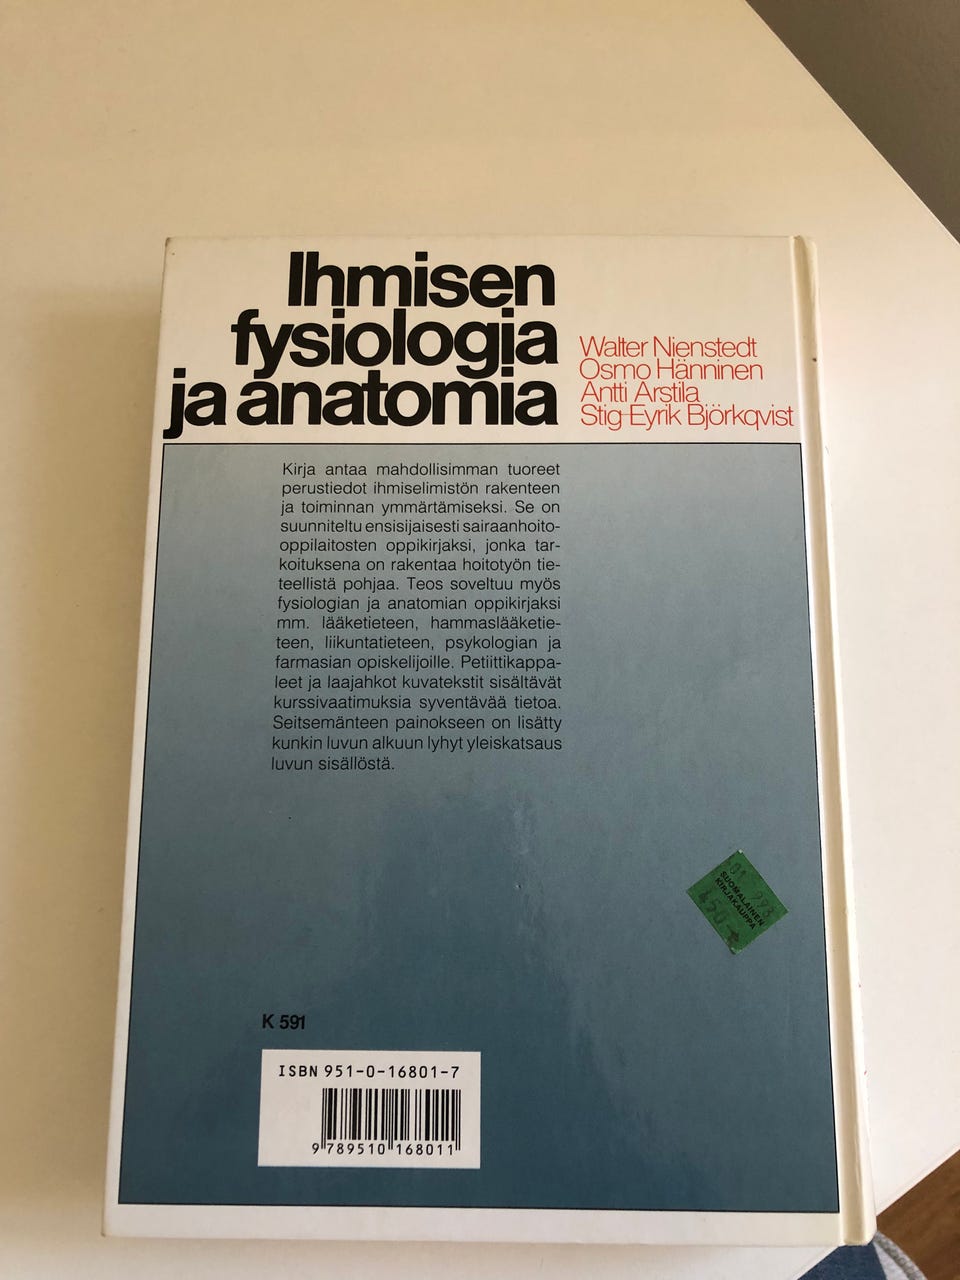 Ihmisen
fysiologia
ja anatomia
Walter Nienstedt
Osmo Hänninen
Antti Arstila
Stig-Eyrik Björkqvist
Kirja antaa mahdollisimman tuoreet
perustiedot ihmiselimistön rakenteen
ja toiminnan ymmärtämiseksi. Se on
suunniteltu ensisijaisesti sairaanhoito-
oppilaitosten oppikirjaksi, jonka tar-
koituksena on rakentaa hoitotyön tie-
teellistä pohjaa. Teos soveltuu myös
fysiologian ja anatomian oppikirjaksi
mm. lääketieteen, hammaslääketie-
teen, liikuntatieteen, psykologian ja
farmasian opiskelijoille. Petiittikappa-
leet ja laajahkot kuvatekstit sisältävät
kurssivaatimuksia syventävää tietoa.
Seitsemänteen painokseen on lisätty
kunkin luvun alkuun lyhyt yleiskatsaus
luvun sisällöstä.
SUOMALAINEN
KIRJAKAUPPA
K 591
ISBN 951-0-16801-7
9 789510 168011